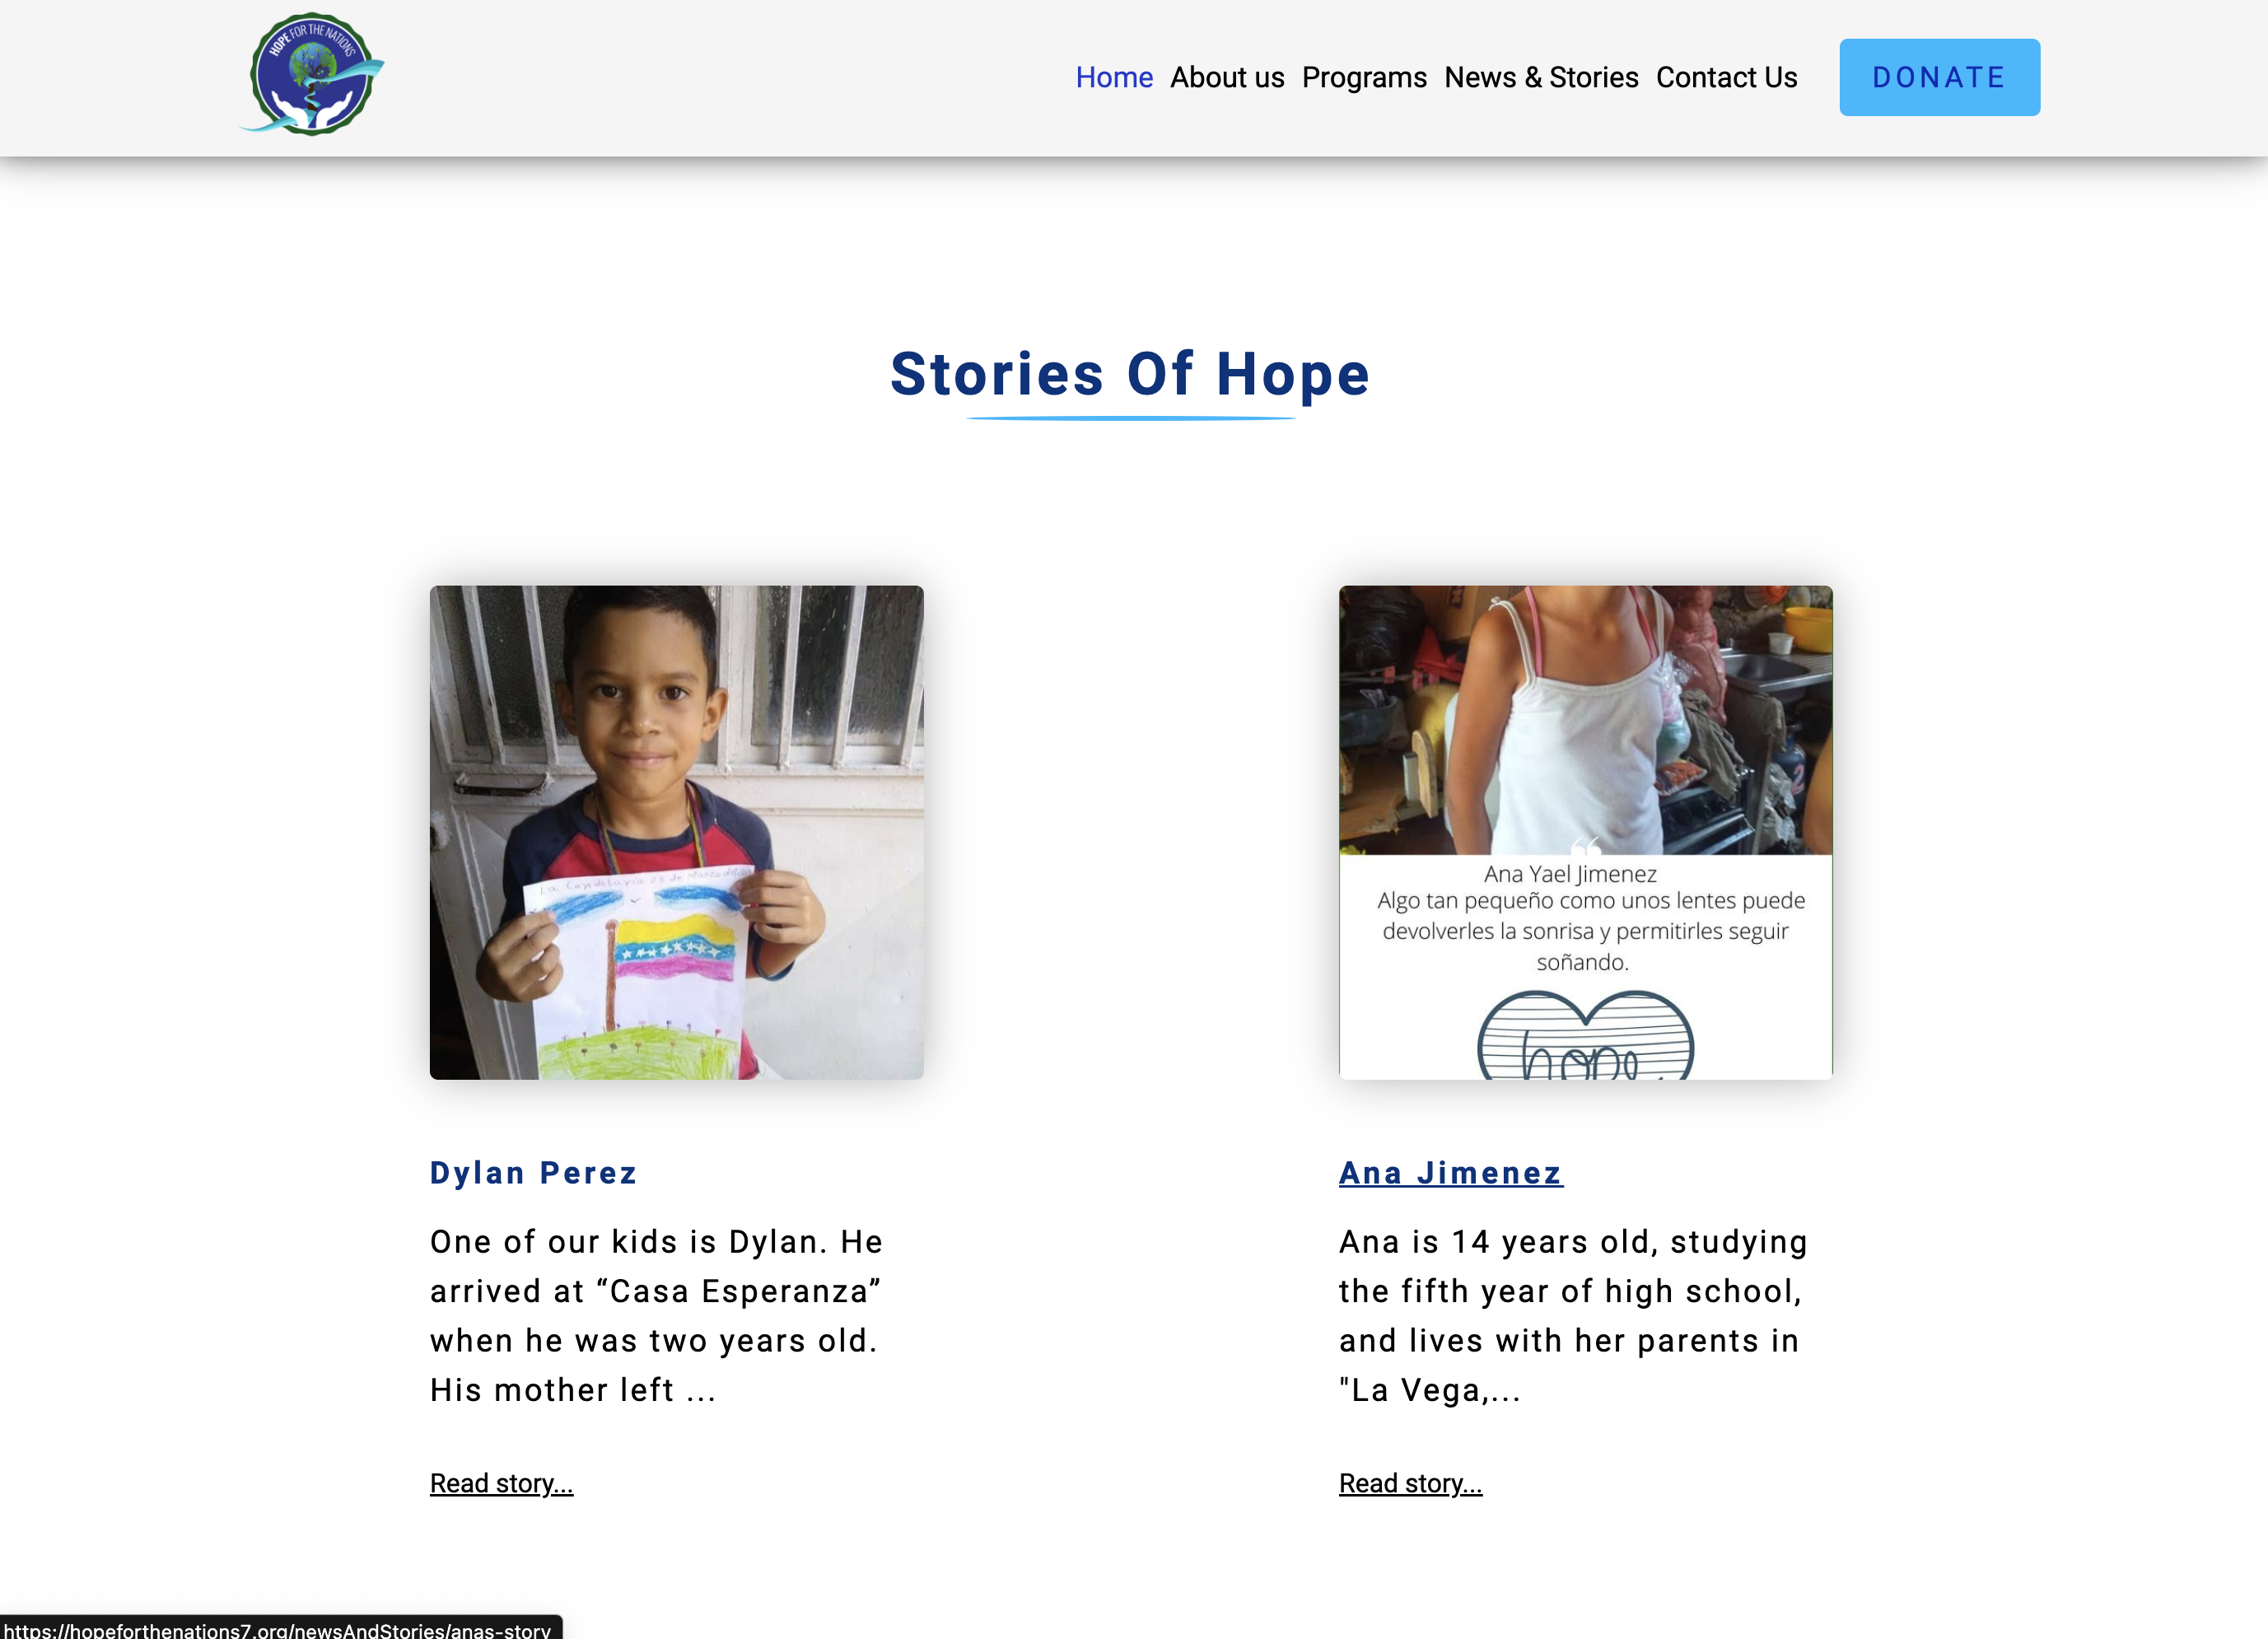 HOPE FOR THE NATIONS
Home About us Programs News & Stories Contact Us DONATE
Stories Of Hope
La Candelaria 23 de Marzo del
Ana Yael Jimenez
Algo tan pequeño como unos lentes puede
devolverles la sonrisa y permitirles seguir
soñando.
hope
Dylan Perez
One of our kids is Dylan. He
arrived at “Casa Esperanza”
when he was two years old.
His mother left ...
Read story...
Ana Jimenez
Ana is 14 years old, studying
the fifth year of high school,
and lives with her parents in
"La Vega,...
Read story...
https://hopeforthenations7.org/newsAndStories/anas-story